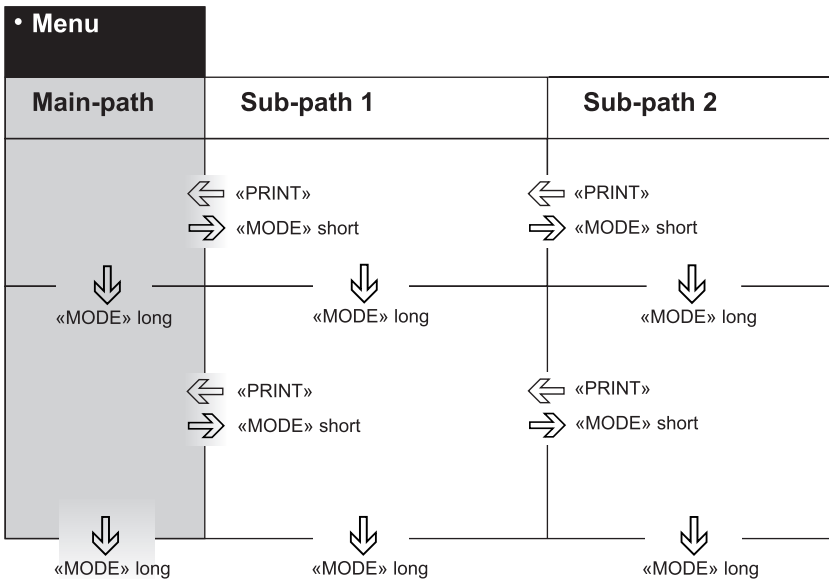 • Menu
Main-path Sub-path 1 Sub-path 2
«PRINT» «PRINT»
«MODE» short «MODE» short
«MODE» long «MODE» long «MODE» long
«PRINT» «PRINT»
«MODE» short «MODE» short
«MODE» long «MODE» long «MODE» long